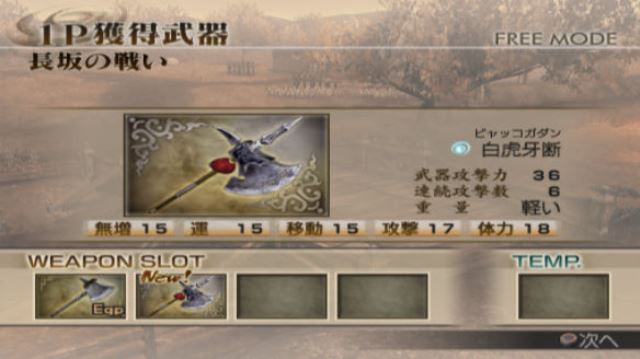 1P獲得武器
FREE MODE
長坂の戦い
ビャッコガダン
白虎牙断
武器攻撃力 36
連続攻撃数 6
重量 軽い
無増 15 運 15 移動 15 攻撃 17 体力 18
WEAPON SLOT
TEMP.
New!
Eqp
次へ